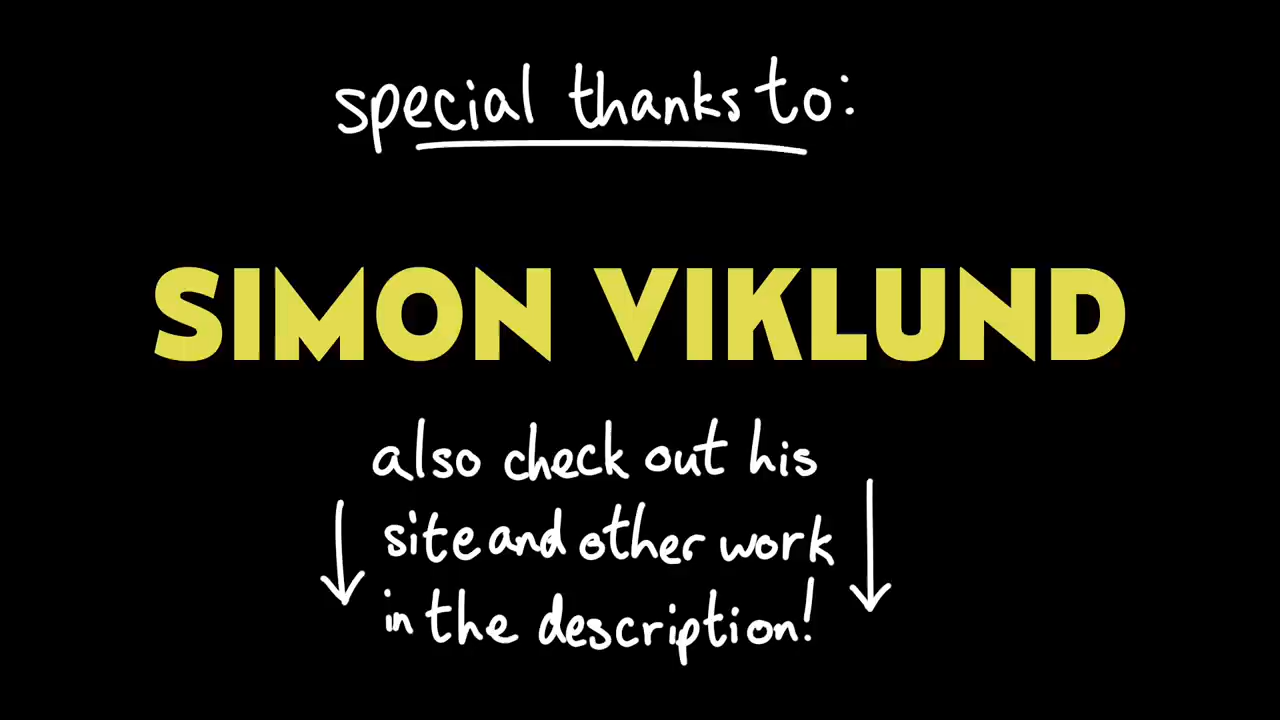 special thanks to:
SIMON VIKLUND
also check out his
site and other work
in the description!